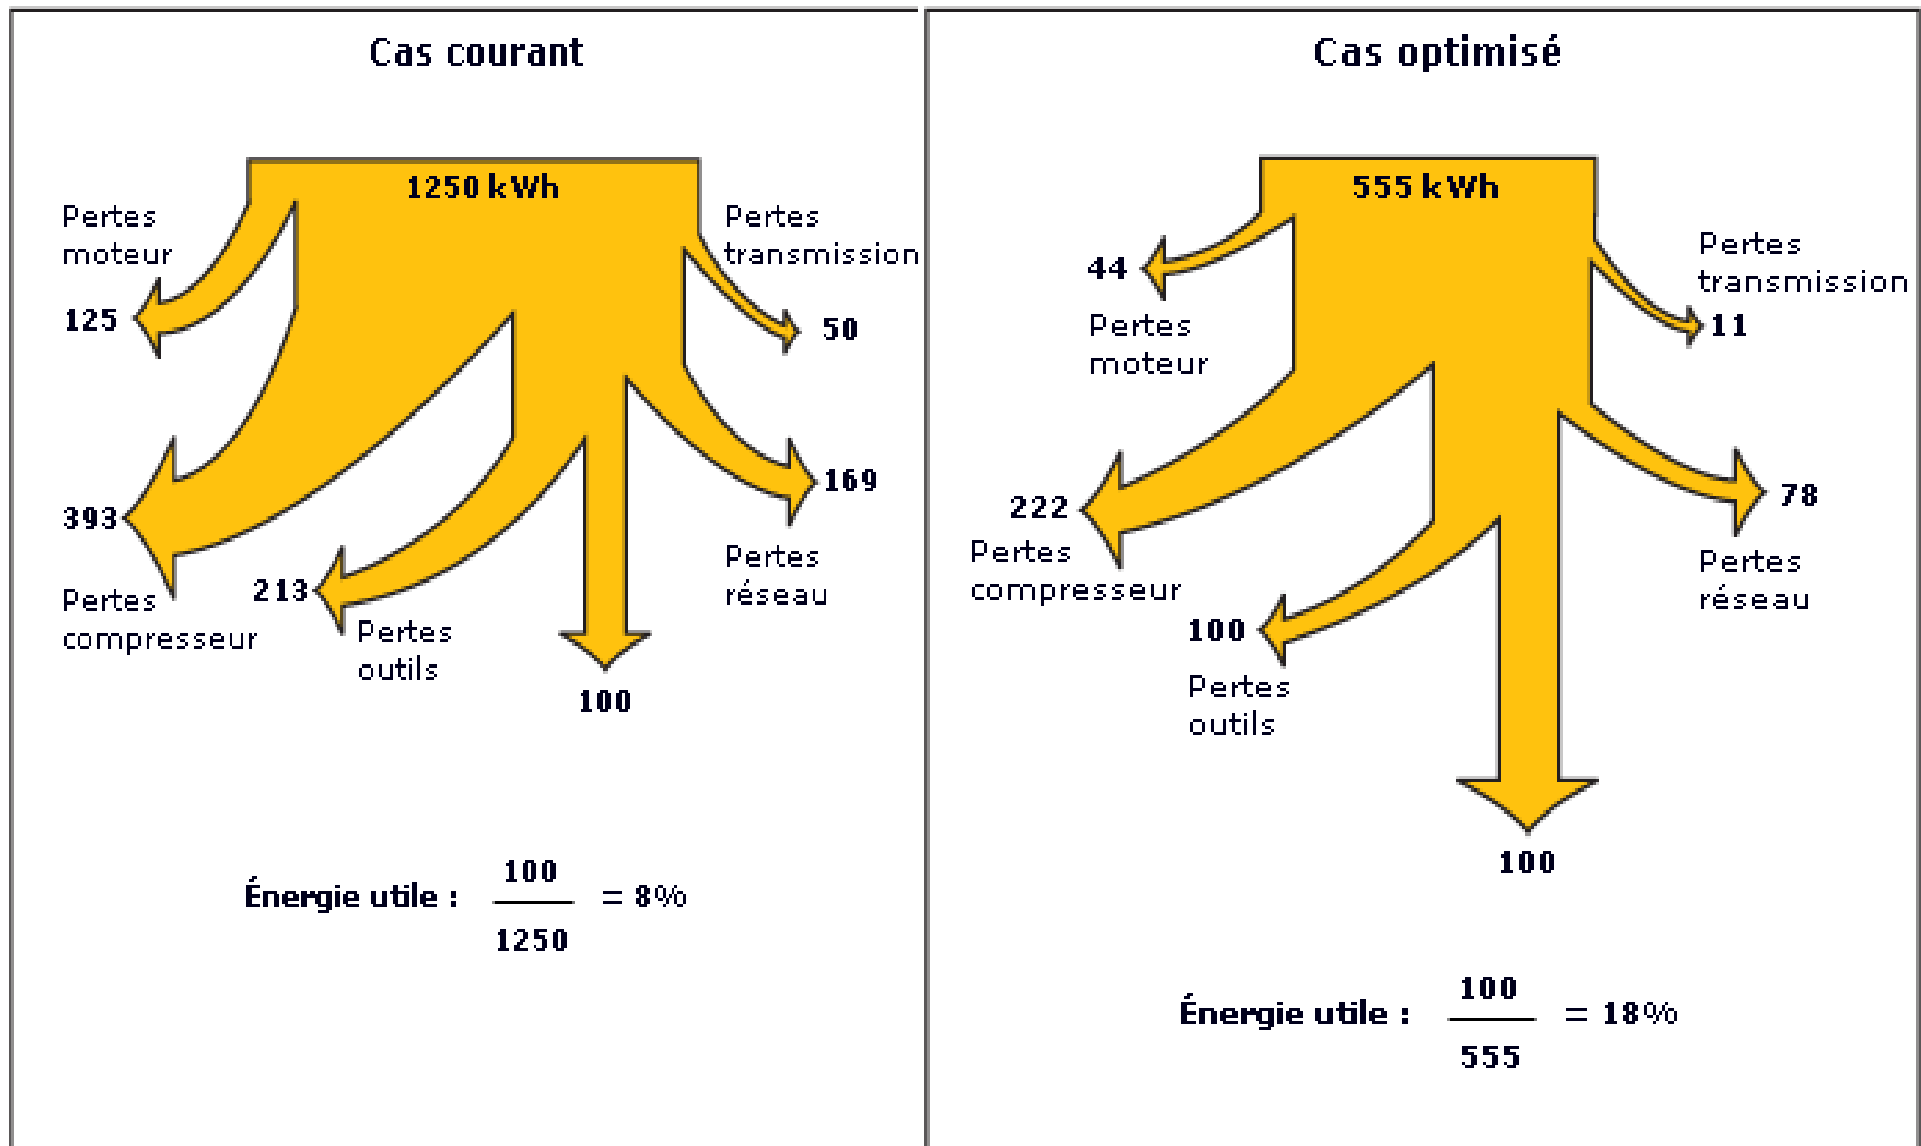 Cas courant
1250 kWh
Pertes
moteur
125
Pertes
transmission
50
393
Pertes
compresseur
213
Pertes
outils
169
Pertes
réseau
100
Énergie utile :
100
1250
= 8%
Cas optimisé
555 kWh
44
Pertes
moteur
Pertes
transmission
11
222
Pertes
compresseur
78
Pertes
réseau
100
Pertes
outils
100
Énergie utile :
100
555
= 18%